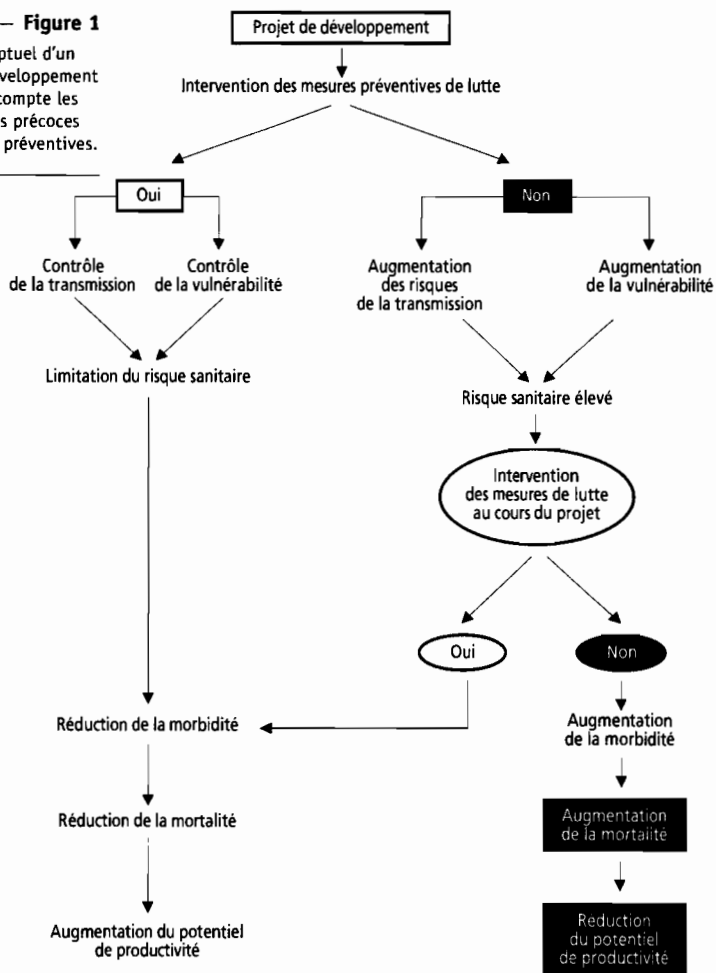 — Figure 1
ptuel d'un
veloppement
compte les
s précoces
préventives.
Projet de développement
Intervention des mesures préventives de lutte
Oui
Non
Contrôle
de la transmission
Contrôle
de la vulnérabilité
Augmentation
des risques
de la transmission
Augmentation
de la vulnérabilité
Limitation du risque sanitaire
Risque sanitaire élevé
Intervention
des mesures de lutte
au cours du projet
Oui
Non
Réduction de la morbidité
Augmentation
de la morbidité
Réduction de la mortalité
Augmentation
de la mortalité
Augmentation du potentiel
de productivité
Réduction
du potentiel
de productivité